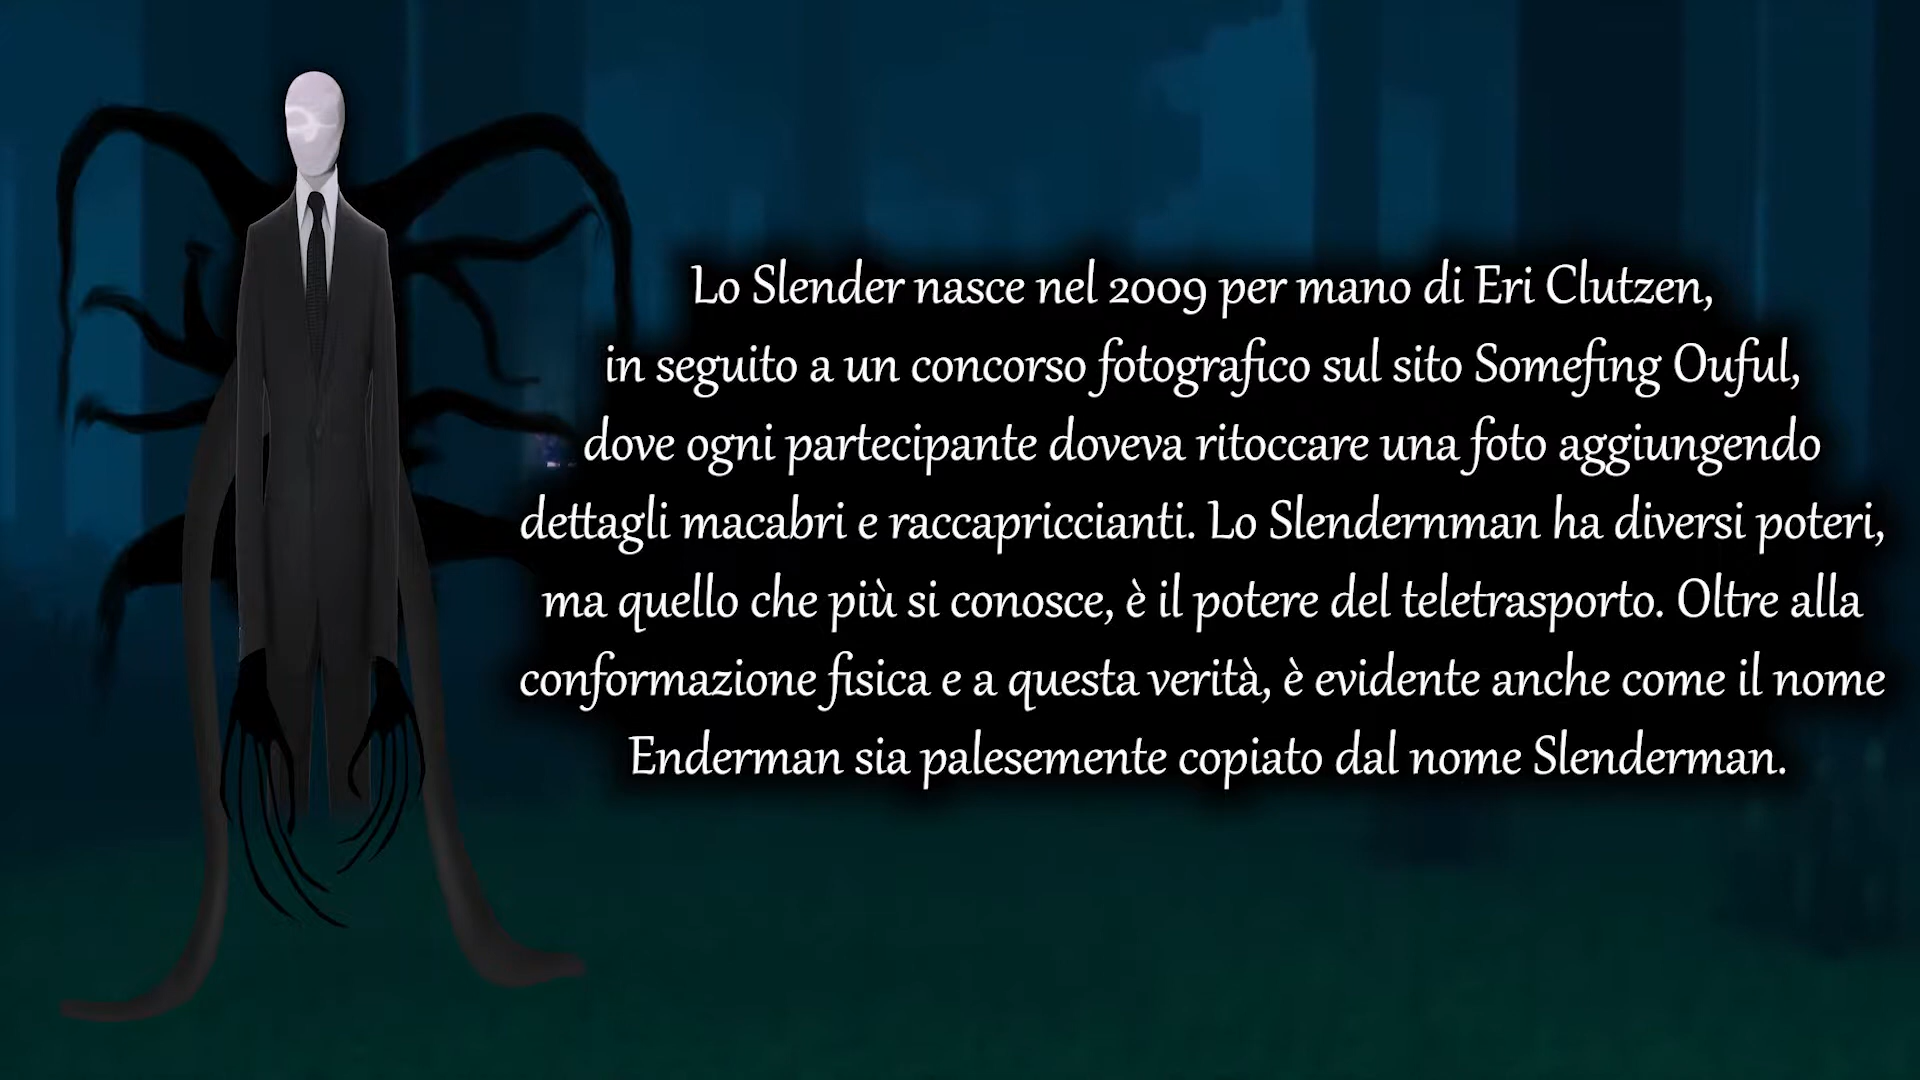 Lo Slender nasce nel 2009 per mano di Eri Clutzen,
in seguito a un concorso fotografico sul sito Somefing Ouful,
dove ogni partecipante doveva ritoccare una foto aggiungendo
dettagli macabri e raccapriccianti. Lo Slendernman ha diversi poteri,
ma quello che più si conosce, è il potere del teletrasporto. Oltre alla
conformazione fisica e a questa verità, è evidente anche come il nome
Enderman sia palesemente copiato dal nome Slenderman.